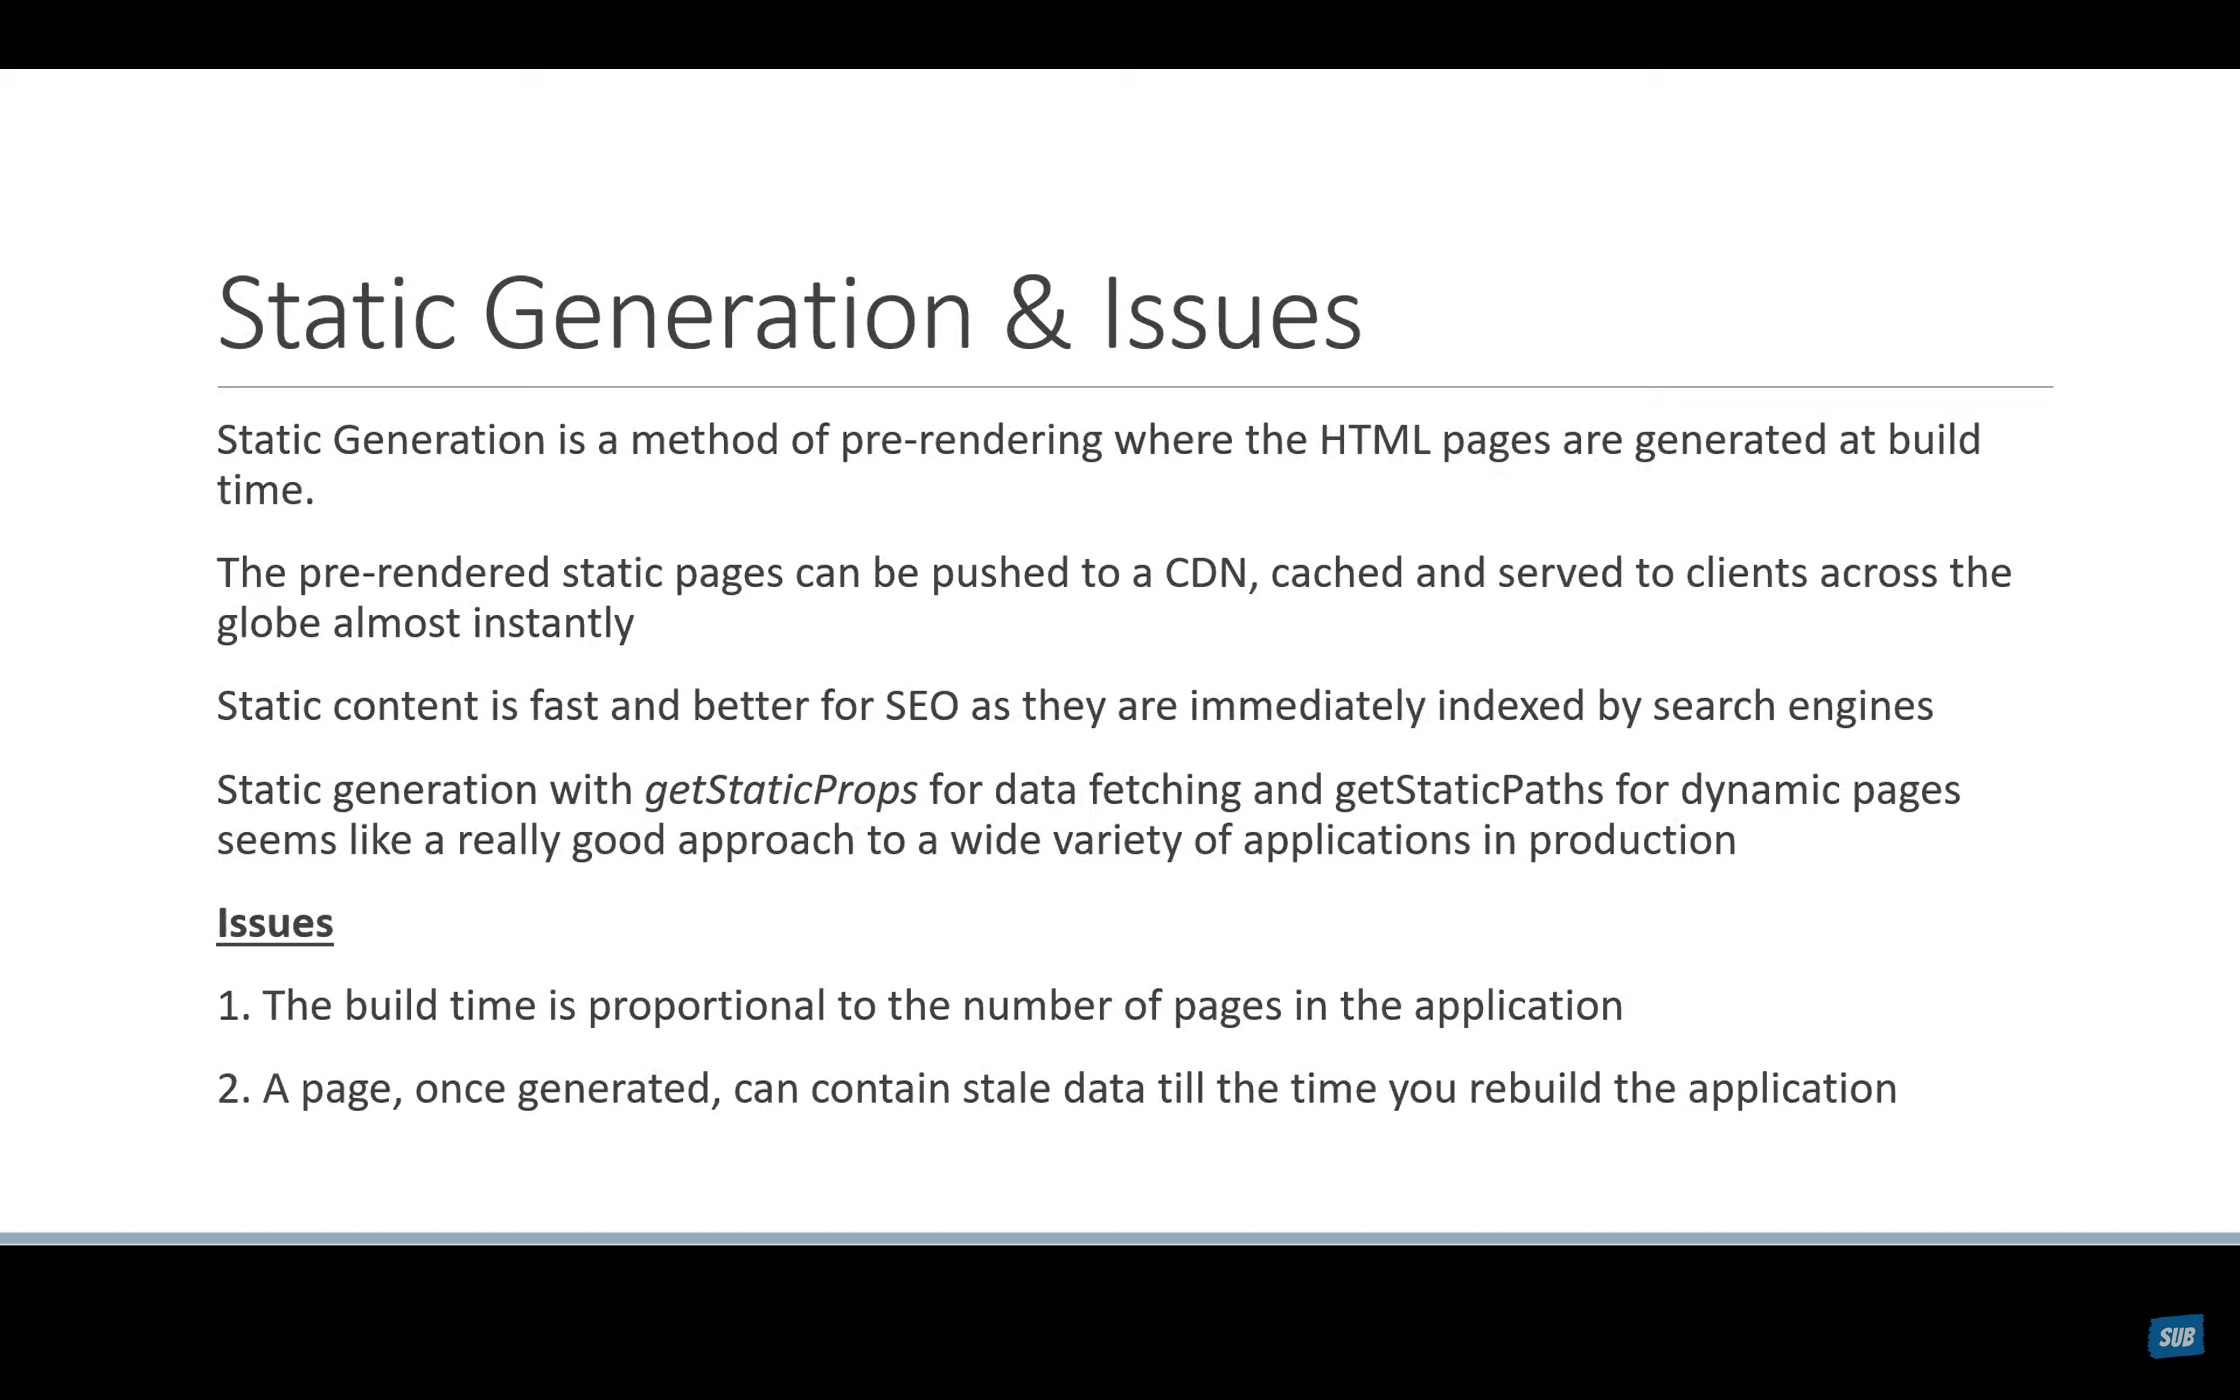 Static Generation & Issues
Static Generation is a method of pre-rendering where the HTML pages are generated at build
time.
The pre-rendered static pages can be pushed to a CDN, cached and served to clients across the
globe almost instantly
Static content is fast and better for SEO as they are immediately indexed by search engines
Static generation with getStaticProps for data fetching and getStaticPaths for dynamic pages
seems like a really good approach to a wide variety of applications in production
Issues
1. The build time is proportional to the number of pages in the application
2. A page, once generated, can contain stale data till the time you rebuild the application
SUB